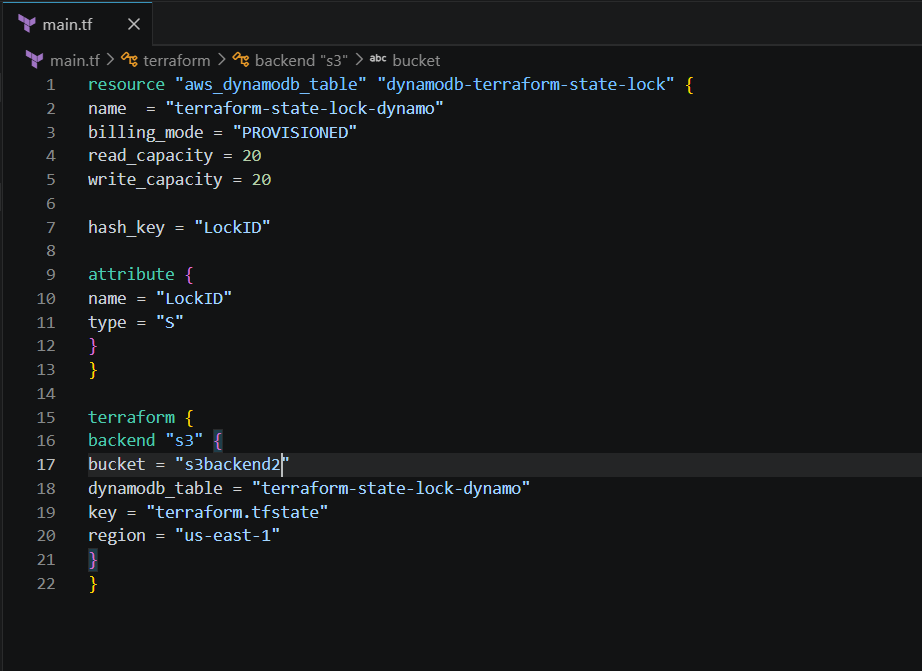 main.tf
main.tf > terraform > backend "s3" > abc bucket
1 resource "aws_dynamodb_table" "dynamodb-terraform-state-lock" {
2 name  = "terraform-state-lock-dynamo"
3 billing_mode = "PROVISIONED"
4 read_capacity = 20
5 write_capacity = 20
6
7 hash_key = "LockID"
8
9 attribute {
10 name = "LockID"
11 type = "S"
12 }
13 }
14
15 terraform {
16 backend "s3" {
17 bucket = "s3backend2"
18 dynamodb_table = "terraform-state-lock-dynamo"
19 key = "terraform.tfstate"
20 region = "us-east-1"
21 }
22 }